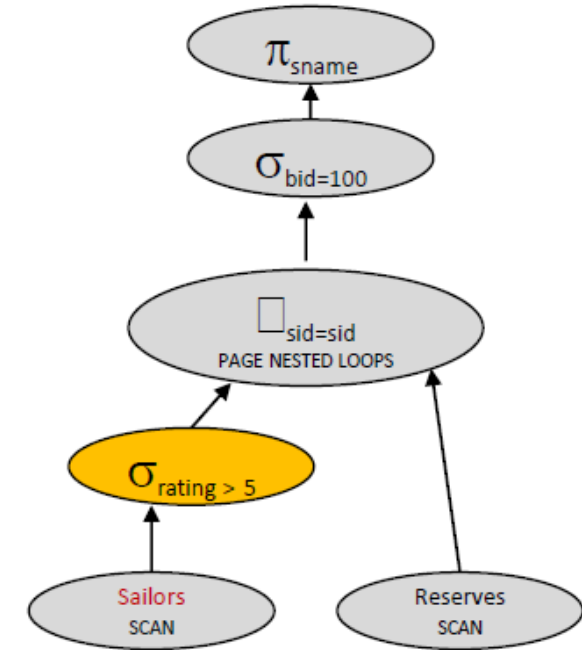 π sname
σ bid=100
□ sid=sid
PAGE NESTED LOOPS
σ rating > 5
Sailors
SCAN
Reserves
SCAN